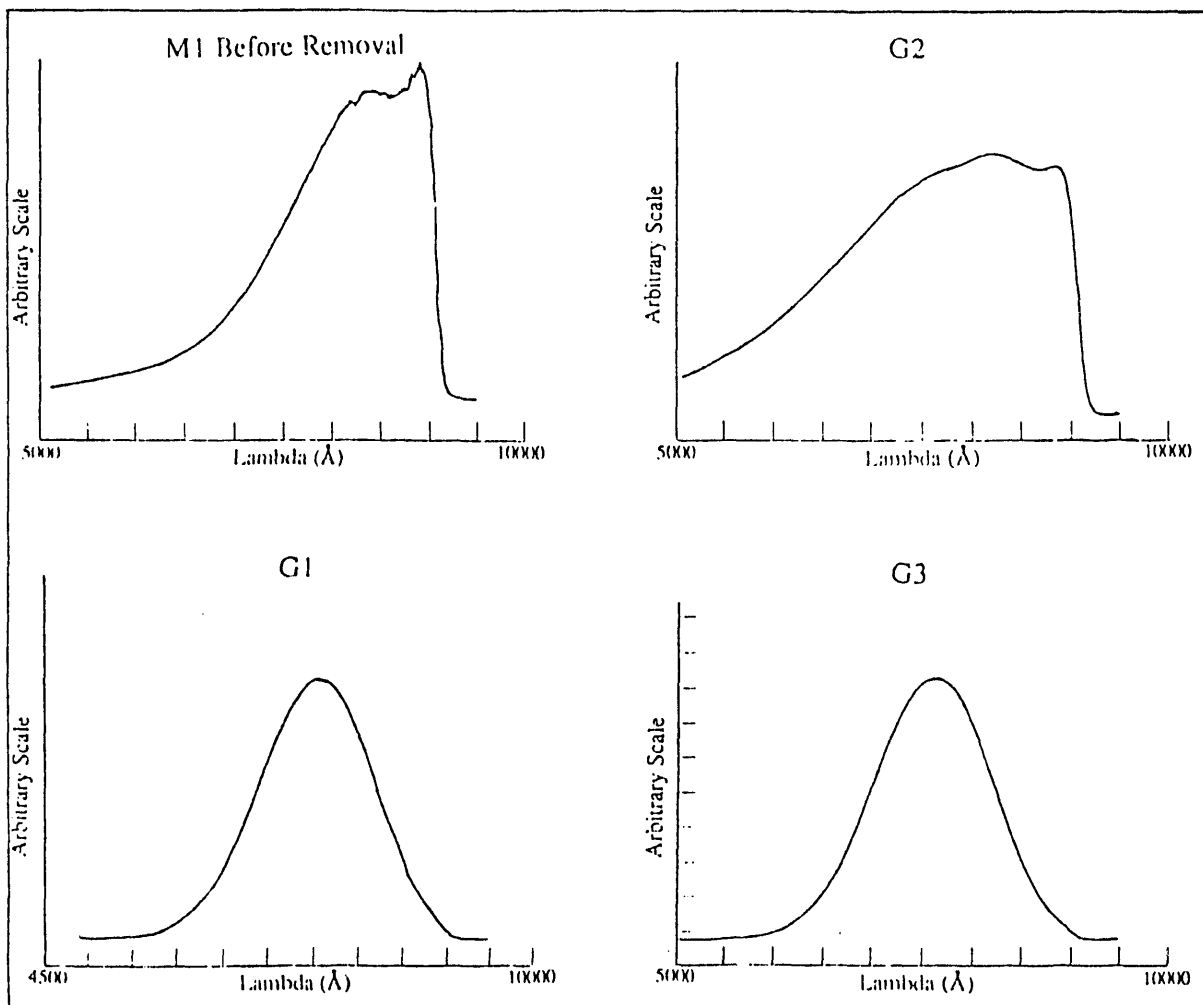 M1 Before Removal
Arbitrary Scale
5000
Lambda (Å)
10000
G2
Arbitrary Scale
5000
Lambda (Å)
10000
G1
Arbitrary Scale
4500
Lambda (Å)
10000
G3
Arbitrary Scale
5000
Lambda (Å)
10000